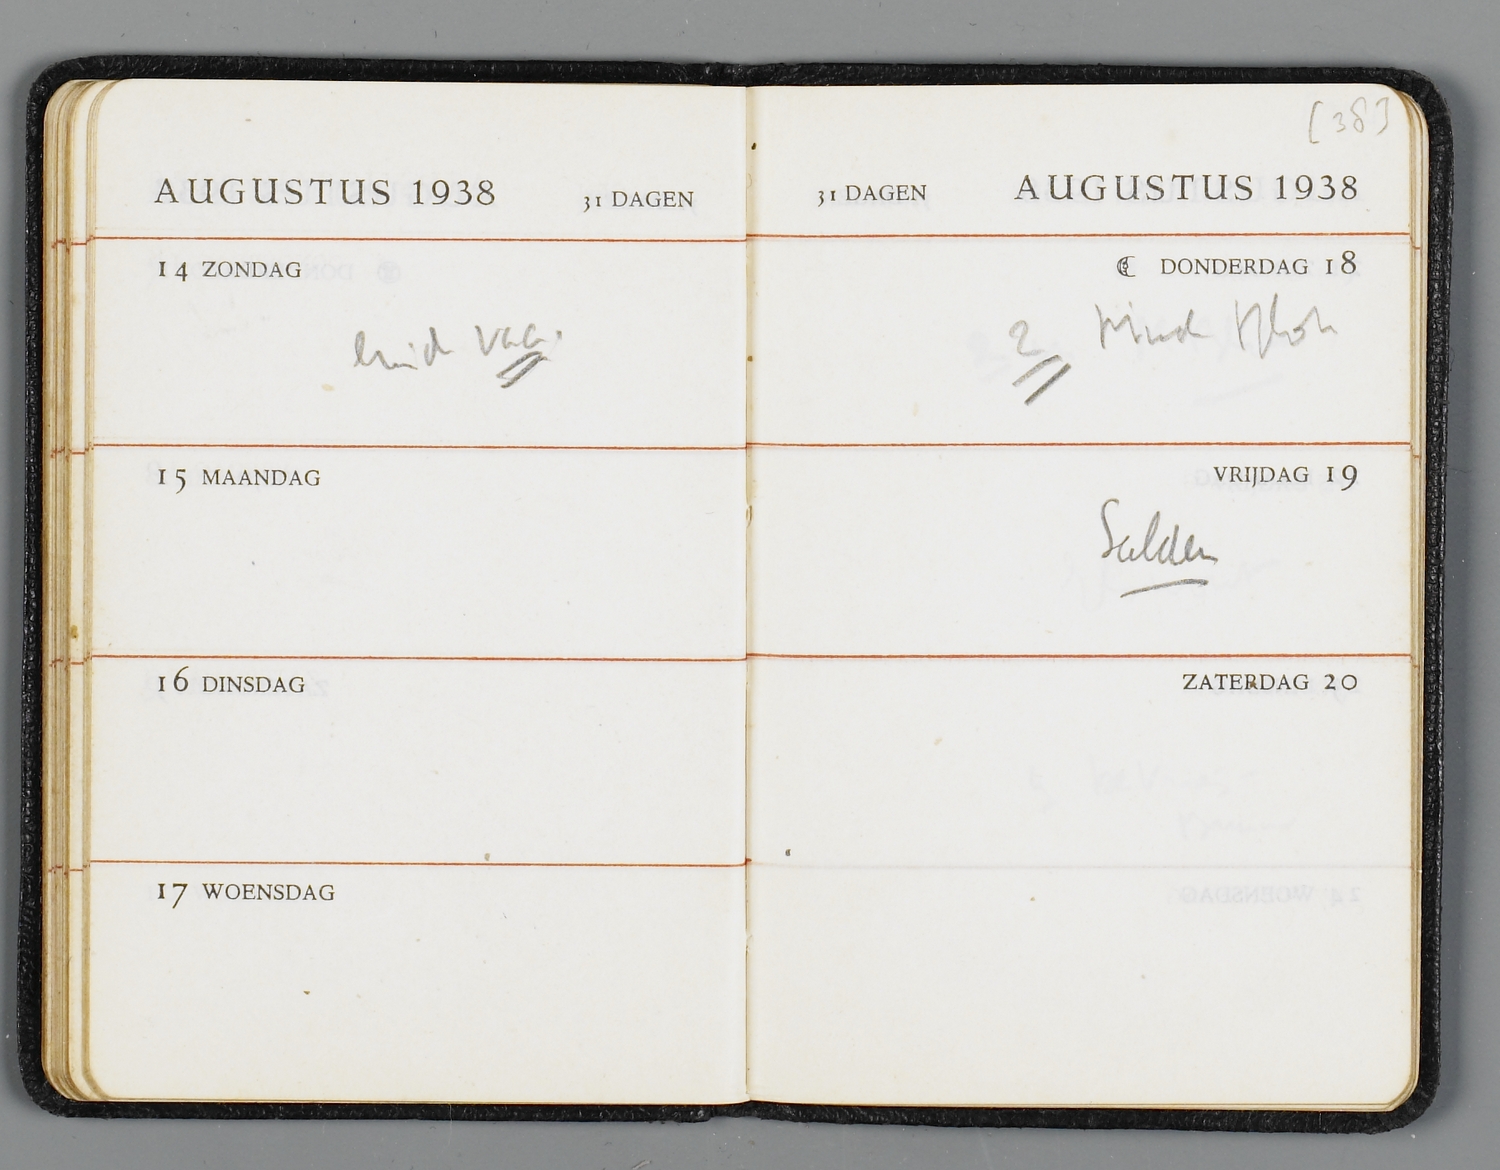 [38]
AUGUSTUS 1938 31 DAGEN
14 ZONDAG
15 MAANDAG
16 DINSDAG
17 WOENSDAG
31 DAGEN AUGUSTUS 1938
DONDERDAG 18
2
VRIJDAG 19
Salden
ZATERDAG 20